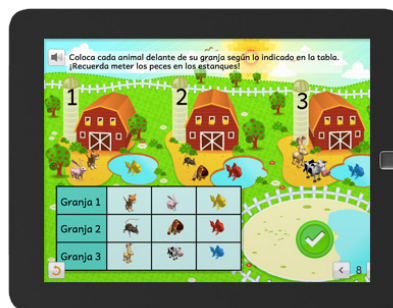 Coloca cada animal delante de su granja según lo indicado en la tabla.
¡Recuerda meter los peces en los estanques!
1 2 3
Granja 1
Granja 2
Granja 3
8